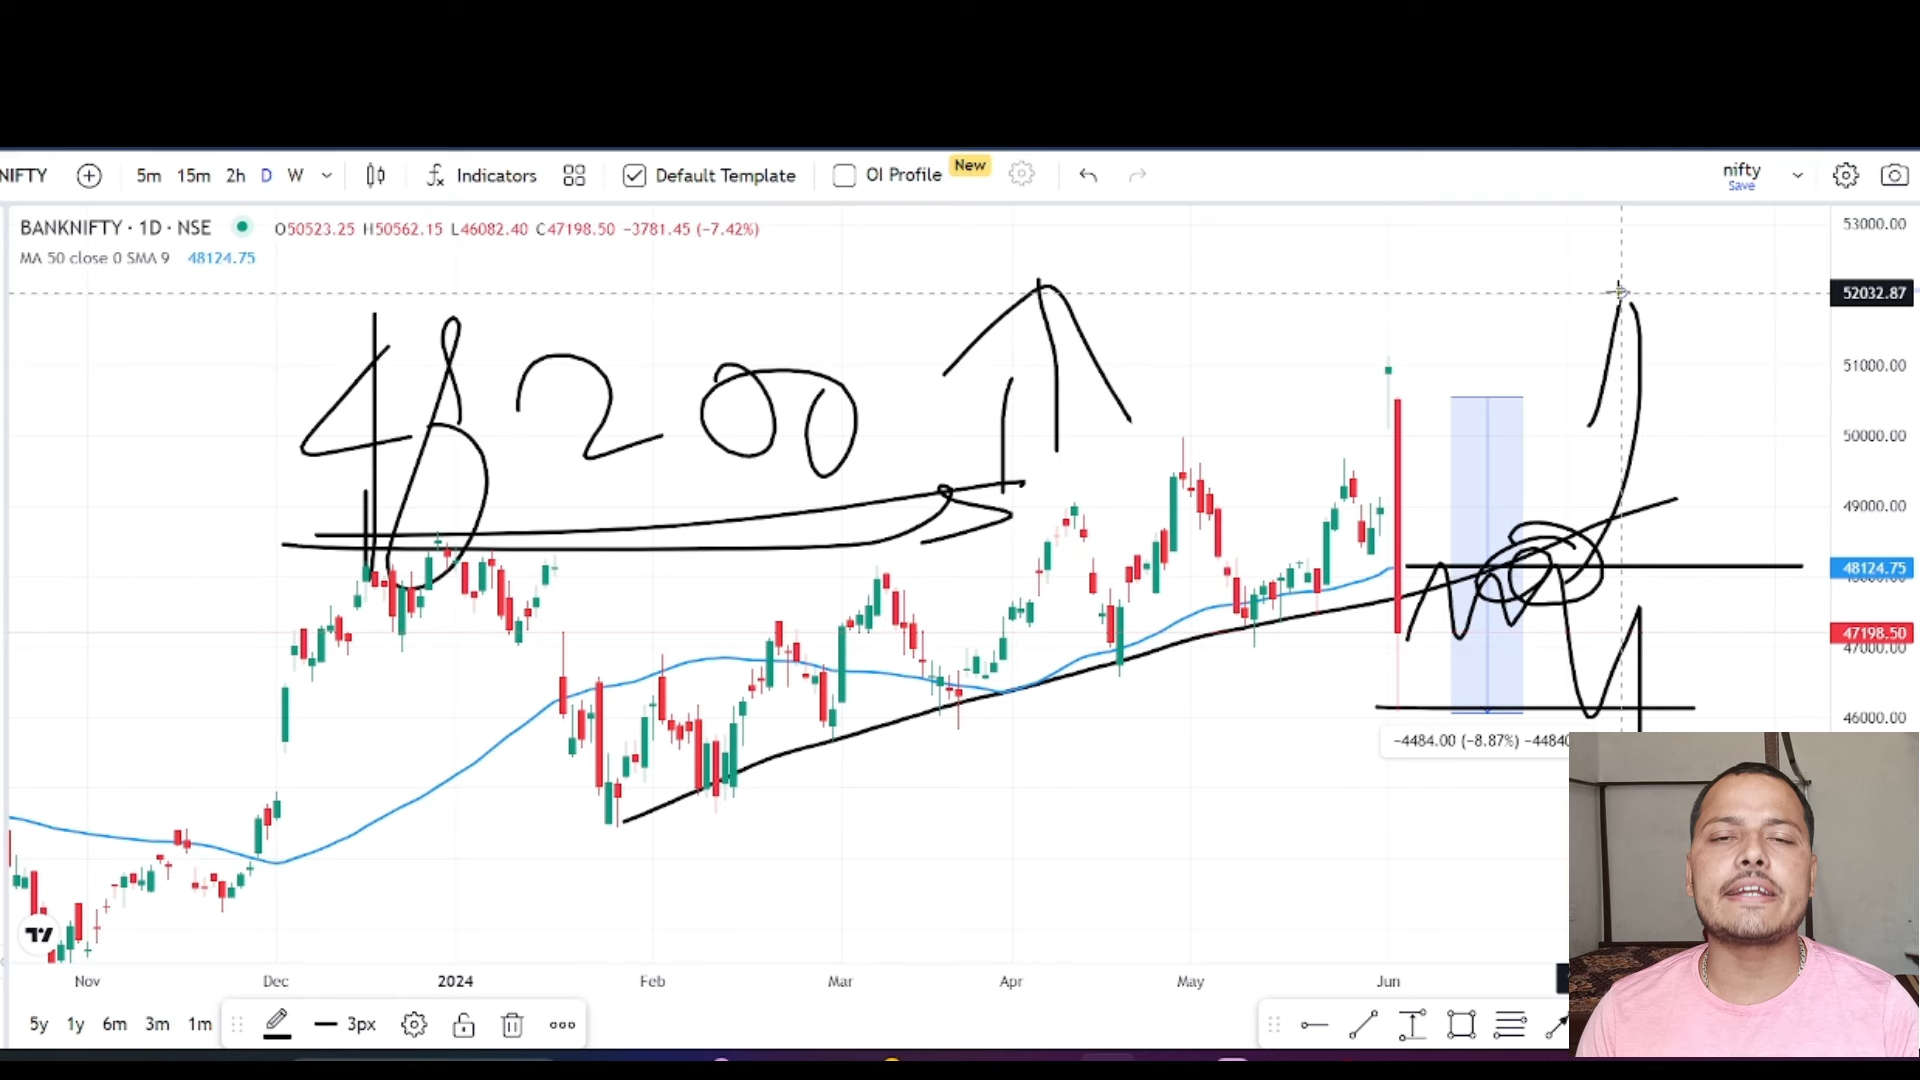 NIFTY 5m 15m 2h D W Indicators Default Template OI Profile New nifty
Save
BANKNIFTY · 1D · NSE O50523.25 H50562.15 L46082.40 C47198.50 −3781.45 (−7.42%)
MA 50 close 0 SMA 9 48124.75
53000.00
52032.87
51000.00
50000.00
49000.00
48124.75
47198.50
47000.00
46000.00
48200
−4484.00 (−8.87%) −4484
Nov Dec 2024 Feb Mar Apr May Jun
5y 1y 6m 3m 1m 3px